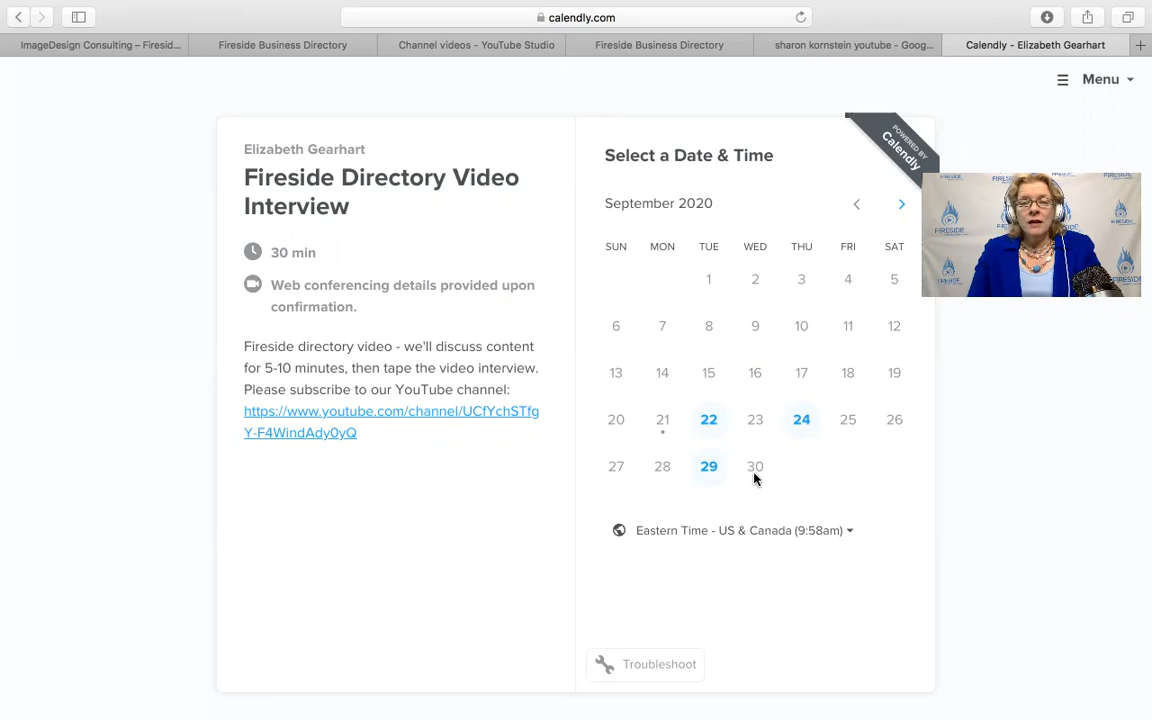 calendly.com
ImageDesign Consulting – Firesid...
Fireside Business Directory
Channel videos - YouTube Studio
Fireside Business Directory
sharon kornstein youtube - Goog...
Calendly - Elizabeth Gearhart
Menu
Elizabeth Gearhart
Fireside Directory Video
Interview
30 min
Web conferencing details provided upon
confirmation.
Fireside directory video - we'll discuss content
for 5-10 minutes, then tape the video interview.
Please subscribe to our YouTube channel:
https://www.youtube.com/channel/UCfYchSTfg
Y-F4WindAdy0yQ
POWERED BY
Calendly
Select a Date & Time
September 2020
SUN MON TUE WED THU FRI SAT
1 2 3 4 5
6 7 8 9 10 11 12
13 14 15 16 17 18 19
20 21 22 23 24 25 26
27 28 29 30
Eastern Time - US & Canada (9:58am)
Troubleshoot
FIRESIDE
FIRESIDE